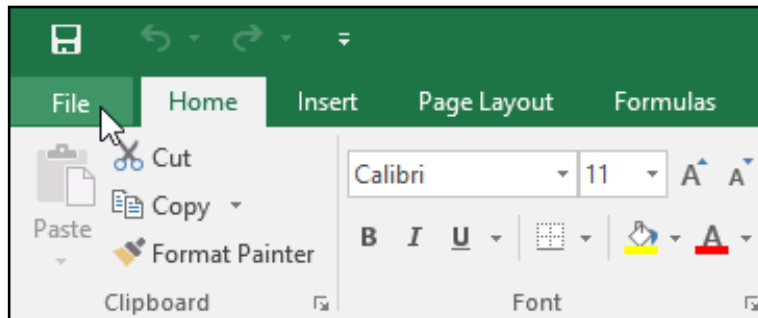 File Home Insert Page Layout Formulas
Cut
Calibri 11 A A
Copy
Paste
B I U A
Format Painter
Clipboard Font